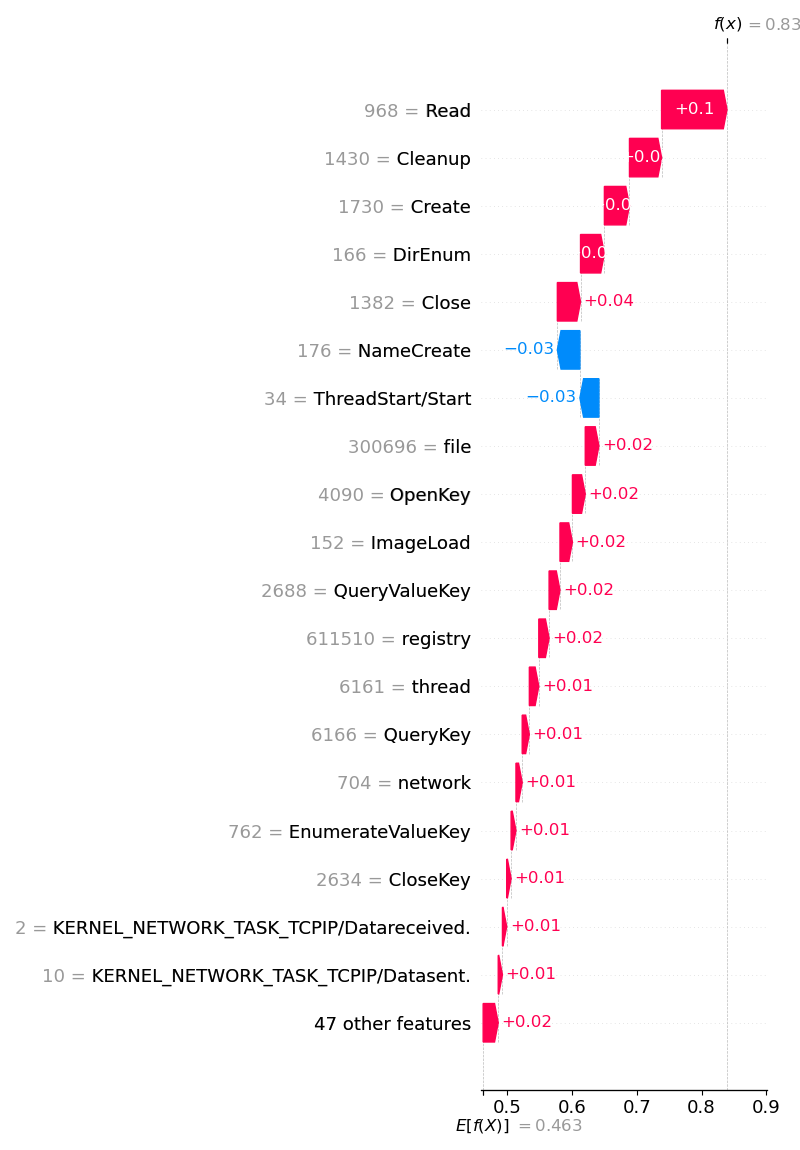 f(x) = 0.83
968 = Read +0.1
1430 = Cleanup
1730 = Create
166 = DirEnum
1382 = Close +0.04
176 = NameCreate −0.03
34 = ThreadStart/Start −0.03
300696 = file +0.02
4090 = OpenKey +0.02
152 = ImageLoad +0.02
2688 = QueryValueKey +0.02
611510 = registry +0.02
6161 = thread +0.01
6166 = QueryKey +0.01
704 = network +0.01
762 = EnumerateValueKey +0.01
2634 = CloseKey +0.01
2 = KERNEL_NETWORK_TASK_TCPIP/Datareceived. +0.01
10 = KERNEL_NETWORK_TASK_TCPIP/Datasent. +0.01
47 other features +0.02
0.5 0.6 0.7 0.8 0.9
E[f(X)] = 0.463